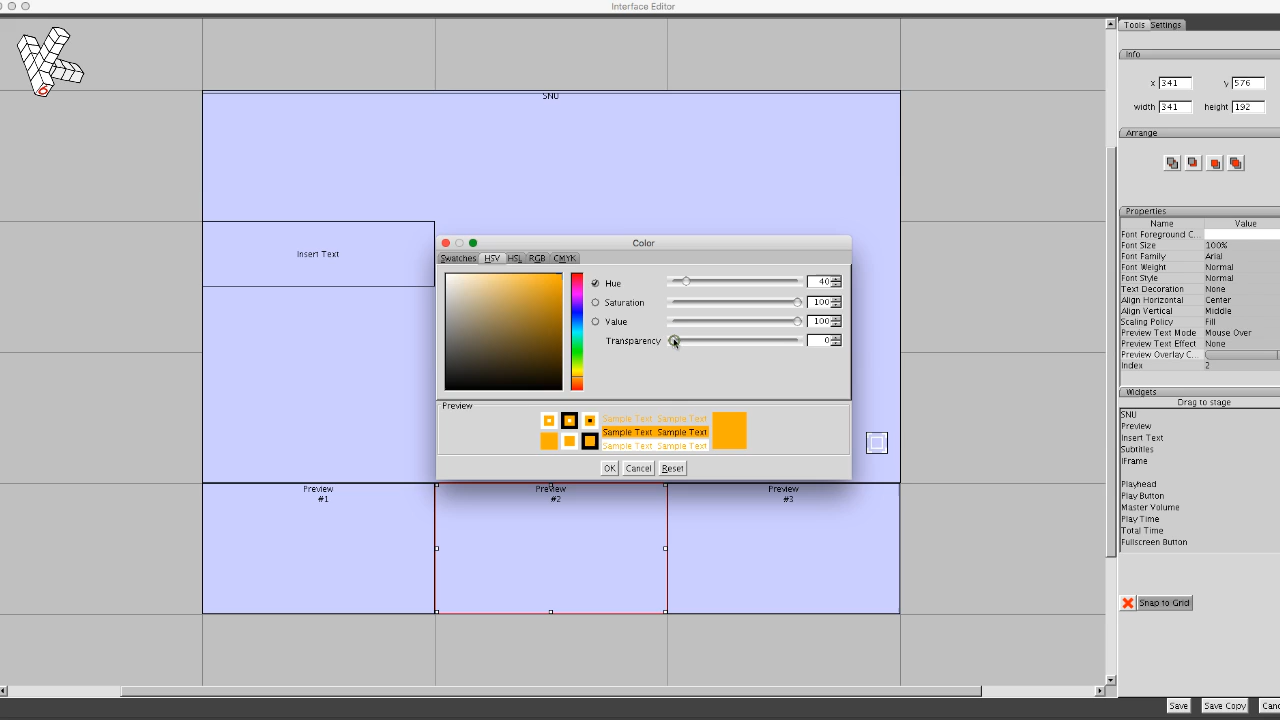 Interface Editor
Tools Settings
Info
x 341 y 576
width 341 height 192
Arrange
SNU
Insert Text
Properties
Name Value
Font Foreground C...
Font Size 100%
Font Family Arial
Font Weight Normal
Font Style Normal
Text Decoration None
Align Horizontal Center
Align Vertical Middle
Scaling Policy Fill
Preview Text Mode Mouse Over
Preview Text Effect None
Preview Overlay C...
Index 2
Color
Swatches HSV HSL RGB CMYK
Hue 40
Saturation 100
Value 100
Transparency 0
Preview
Sample Text Sample Text
Sample Text Sample Text
Sample Text Sample Text
OK Cancel Reset
Preview
#1
Preview
#2
Preview
#3
Widgets
Drag to stage
SNU
Preview
Insert Text
Subtitles
IFrame
Playhead
Play Button
Master Volume
Play Time
Total Time
Fullscreen Button
Snap to Grid
Save Save Copy Canc